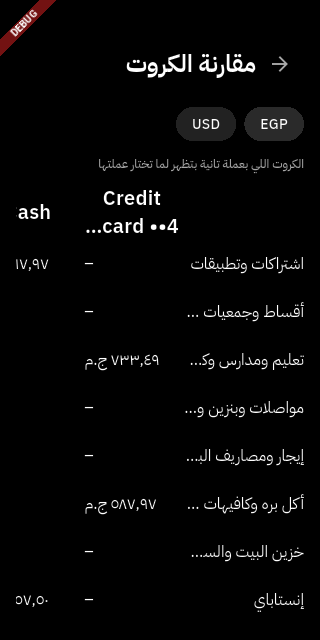 DEBUG
مقارنة الكروت
EGP USD
الكروت اللي بعملة تانية بتظهر لما تختار عملتها
Credit
card ••4... ash
اشتراكات وتطبيقات – ١٧,٩٧
أقساط وجمعيات ... –
تعليم ومدارس وك... ٧٣٣,٤٩ ج.م
مواصلات وبنزين و... –
إيجار ومصاريف الب... –
أكل بره وكافيهات ... ٥٨٧,٩٧ ج.م
خزين البيت والس... –
إنستاباي – ٥٧,٥٠